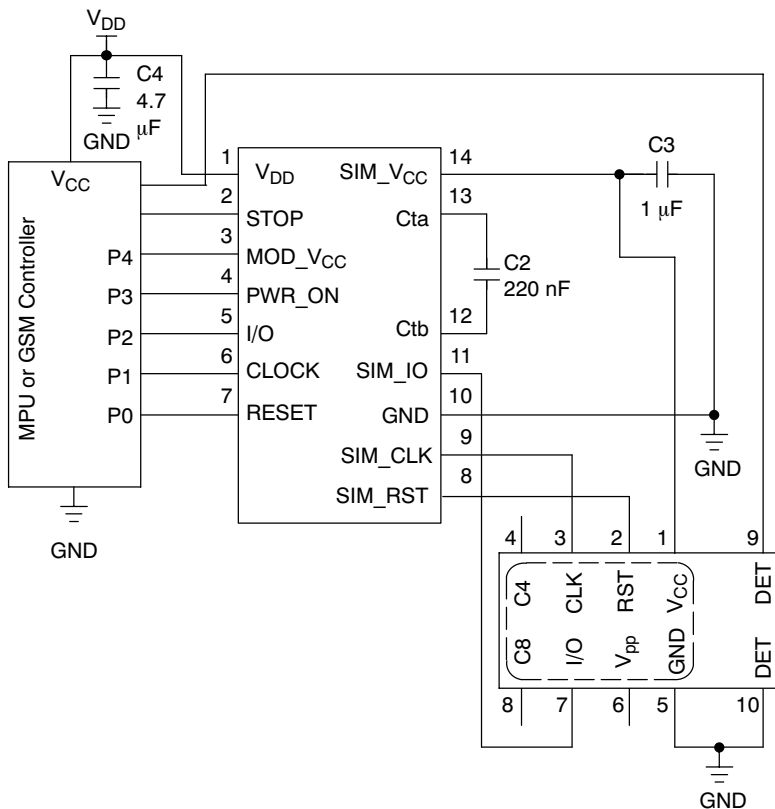 VDD
C4
4.7
μF
GND
MPU or GSM Controller
VCC
P4
P3
P2
P1
P0
GND
1
2
3
4
5
6
7
VDD
STOP
MOD_VCC
PWR_ON
I/O
CLOCK
RESET
SIM_VCC
Cta
Ctb
SIM_IO
GND
SIM_CLK
SIM_RST
14
13
12
11
10
9
8
C3
1 μF
C2
220 nF
GND
4 3 2 1 9
C4 CLK RST VCC DET
C8 I/O Vpp GND DET
8 7 6 5 10
GND